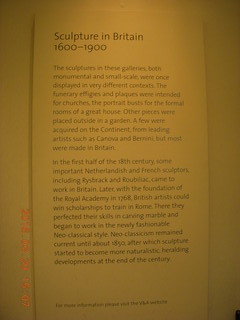 Sculpture in Britain
1600–1900
The sculptures in these galleries, both
monumental and small-scale, were once
displayed in very different contexts. The
funerary effigies and plaques were intended
for churches, the portrait busts for the formal
rooms of a great house. Other pieces were
placed outside in a garden. A few were
acquired on the Continent, from leading
artists such as Canova and Bernini, but most
were made in Britain.
In the first half of the 18th century, some
important Netherlandish and French sculptors,
including Rysbrack and Roubiliac, came to
work in Britain. Later, with the foundation of
the Royal Academy in 1768, British artists could
win scholarships to train in Rome. There they
perfected their skills in carving marble and
began to work in the newly fashionable
Neo-classical style. Neo-classicism remained
current until about 1850, after which sculpture
started to become more naturalistic, heralding
developments at the end of the century.
For more information please visit the V&A website